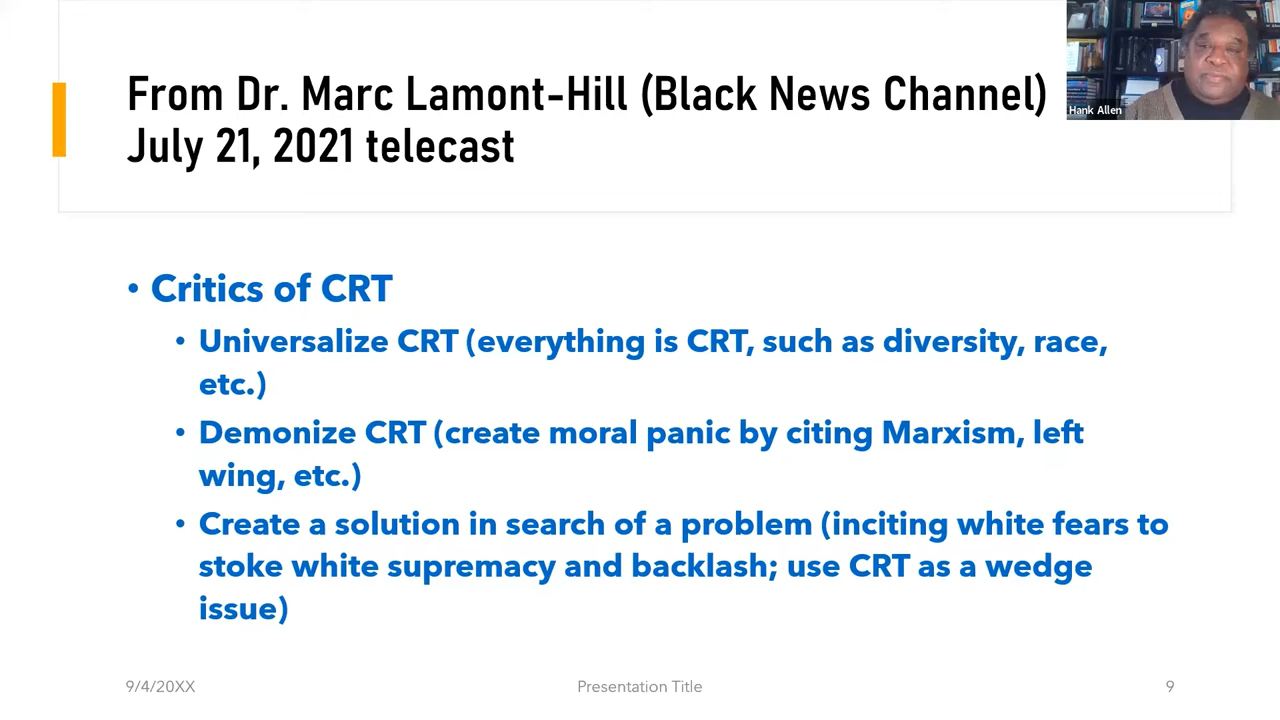 From Dr. Marc Lamont-Hill (Black News Channel)
July 21, 2021 telecast
Hank Allen
• Critics of CRT
• Universalize CRT (everything is CRT, such as diversity, race,
etc.)
• Demonize CRT (create moral panic by citing Marxism, left
wing, etc.)
• Create a solution in search of a problem (inciting white fears to
stoke white supremacy and backlash; use CRT as a wedge
issue)
9/4/20XX
Presentation Title
9